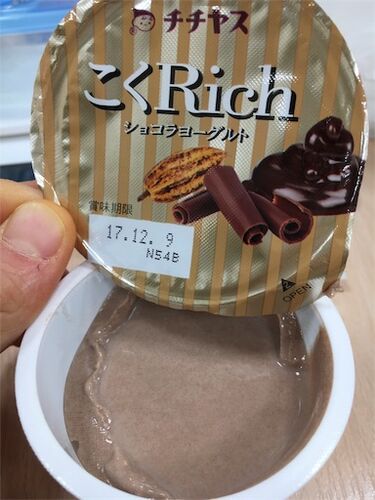 チチヤス
こくRich
ショコラヨーグルト
賞味期限
17.12. 9
N54B
OPEN